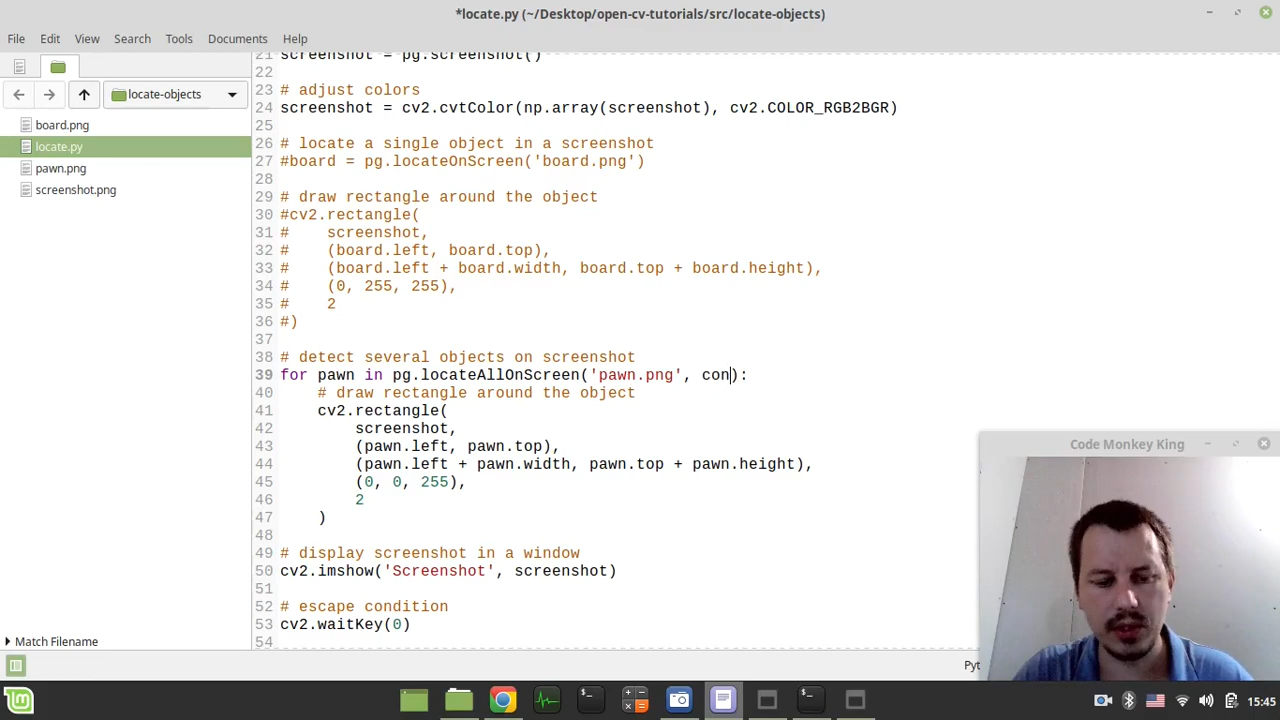 *locate.py (~/Desktop/open-cv-tutorials/src/locate-objects)
File Edit View Search Tools Documents Help
locate-objects
board.png
locate.py
pawn.png
screenshot.png
Match Filename
21 screenshot = pg.screenshot()
22
23 # adjust colors
24 screenshot = cv2.cvtColor(np.array(screenshot), cv2.COLOR_RGB2BGR)
25
26 # locate a single object in a screenshot
27 #board = pg.locateOnScreen('board.png')
28
29 # draw rectangle around the object
30 #cv2.rectangle(
31 #    screenshot,
32 #    (board.left, board.top),
33 #    (board.left + board.width, board.top + board.height),
34 #    (0, 255, 255),
35 #    2
36 #)
37
38 # detect several objects on screenshot
39 for pawn in pg.locateAllOnScreen('pawn.png', con):
40     # draw rectangle around the object
41     cv2.rectangle(
42         screenshot,
43         (pawn.left, pawn.top),
44         (pawn.left + pawn.width, pawn.top + pawn.height),
45         (0, 0, 255),
46         2
47     )
48
49 # display screenshot in a window
50 cv2.imshow('Screenshot', screenshot)
51
52 # escape condition
53 cv2.waitKey(0)
54
Code Monkey King
Pyt
15:45